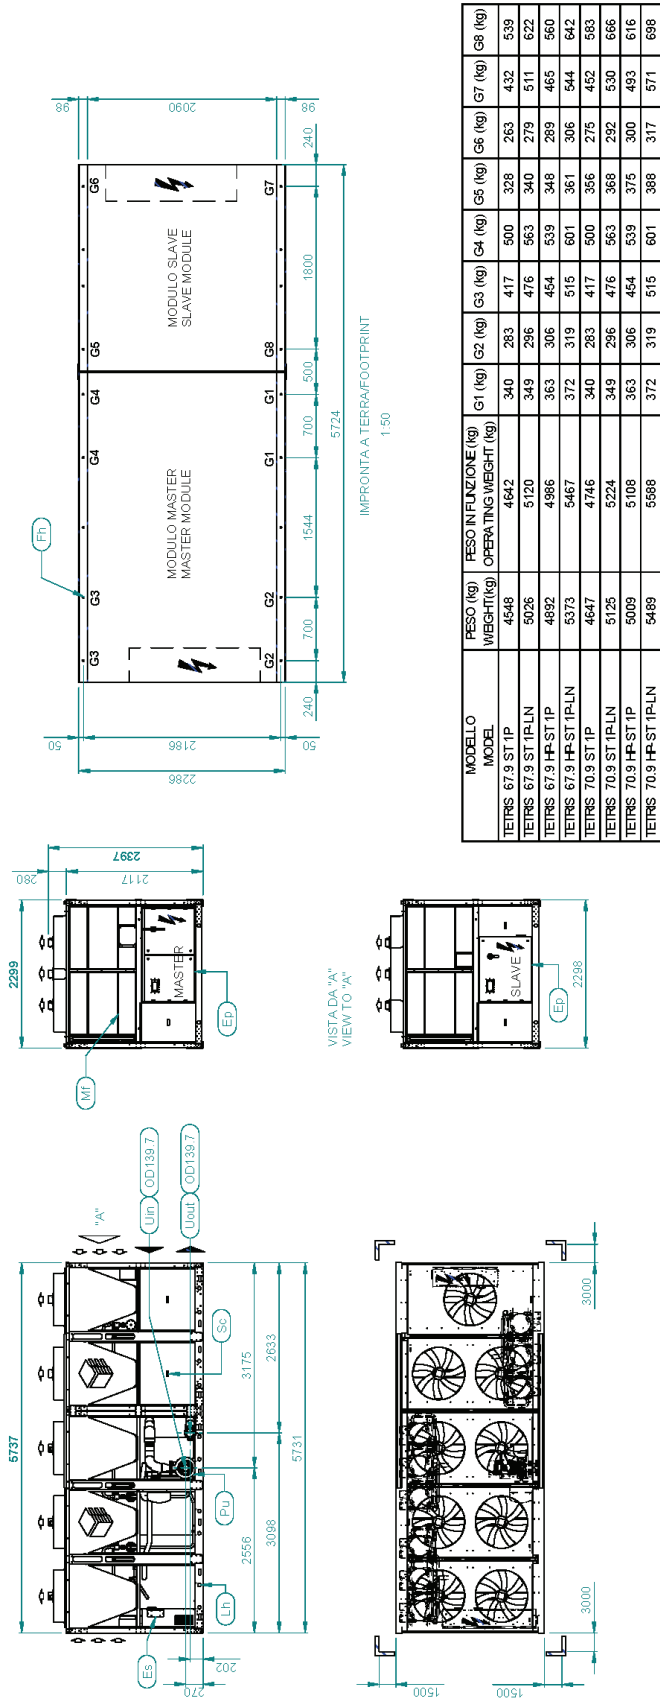 5737
"A"
Uin
OD139.7
Uout
OD139.7
Es
Lh
Pu
Sc
270
202
2556
3175
3098
2633
5731
2299
280
2117
2397
Mf
MASTER
Ep
VISTA DA "A"
VIEW TO "A"
SLAVE
Ep
2298
3000
3000
1500
1500
Fh
50
2186
50
2286
98
2090
98
G3
G3
G4
G4
G5
G6
MODULO MASTER
MASTER MODULE
MODULO SLAVE
SLAVE MODULE
G2
G2
G1
G1
G8
G7
240
700
1544
700
500
1800
240
5724
IMPRONTA A TERRA/FOOTPRINT
1:50
MODELLO
MODEL
PESO (kg)
WEIGHT(kg)
PESO IN FUNZIONE (kg)
OPERATING WEIGHT (kg)
G1 (kg) G2 (kg) G3 (kg) G4 (kg) G5 (kg) G6 (kg) G7 (kg) G8 (kg)
TETRIS 67.9 ST 1P 4548 4642 340 283 417 500 328 263 432 539
TETRIS 67.9 ST 1P-LN 5026 5120 349 296 476 563 340 279 511 622
TETRIS 67.9 HP-ST 1P 4892 4986 363 306 454 539 348 289 465 560
TETRIS 67.9 HP-ST 1P-LN 5373 5467 372 319 515 601 361 306 544 642
TETRIS 70.9 ST 1P 4647 4746 340 283 417 500 356 275 452 583
TETRIS 70.9 ST 1P-LN 5125 5224 349 296 476 563 368 292 530 666
TETRIS 70.9 HP-ST 1P 5009 5108 363 306 454 539 375 300 493 616
TETRIS 70.9 HP-ST 1P-LN 5489 5588 372 319 515 601 388 317 571 698